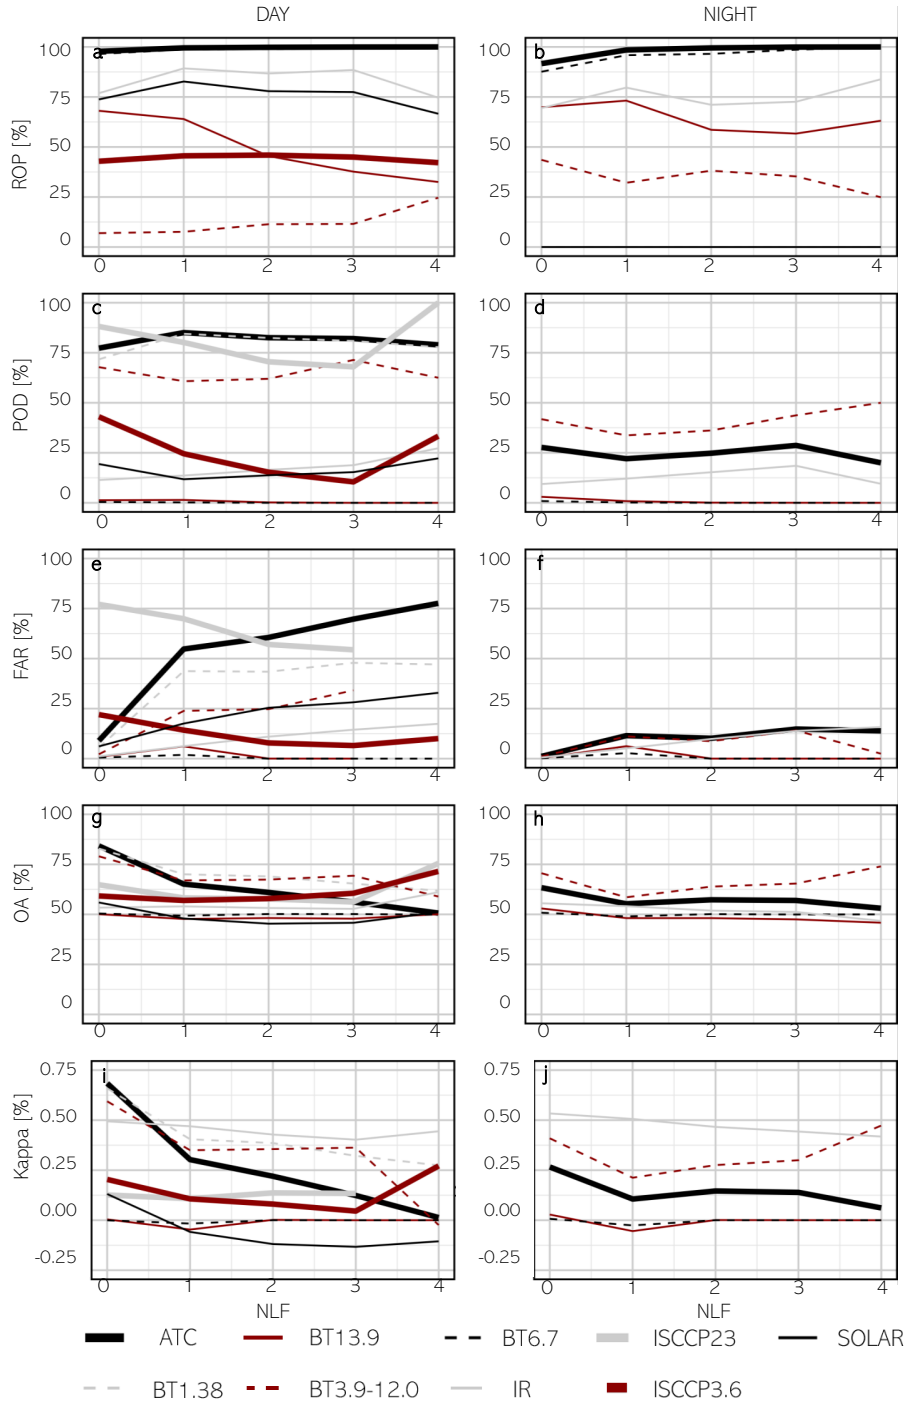 DAY NIGHT
a b
100 100
75 75
ROP [%]
50 50
25 25
0 0
0 1 2 3 4 0 1 2 3 4
c d
100 100
75 75
POD [%]
50 50
25 25
0 0
0 1 2 3 4 0 1 2 3 4
e f
100 100
75 75
FAR [%]
50 50
25 25
0 0
0 1 2 3 4 0 1 2 3 4
g h
100 100
75 75
OA [%]
50 50
25 25
0 0
0 1 2 3 4 0 1 2 3 4
i j
0.75 0.75
0.50 0.50
Kappa [%]
0.25 0.25
0.00 0.00
-0.25 -0.25
0 1 2 3 4 0 1 2 3 4
NLF NLF
ATC BT13.9 BT6.7 ISCCP23 SOLAR
BT1.38 BT3.9-12.0 IR ISCCP3.6